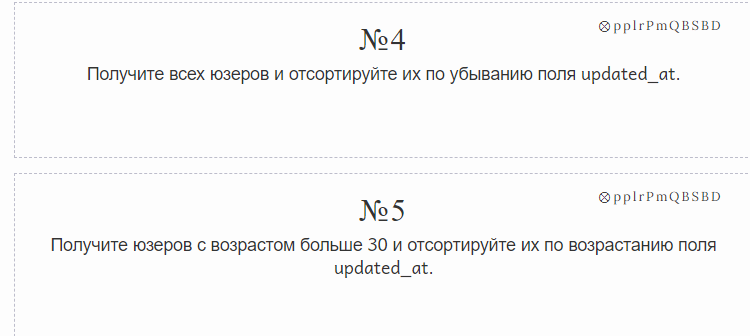 ⊗pplrPmQBSBD
№4
Получите всех юзеров и отсортируйте их по убыванию поля updated_at.
⊗pplrPmQBSBD
№5
Получите юзеров с возрастом больше 30 и отсортируйте их по возрастанию поля
updated_at.